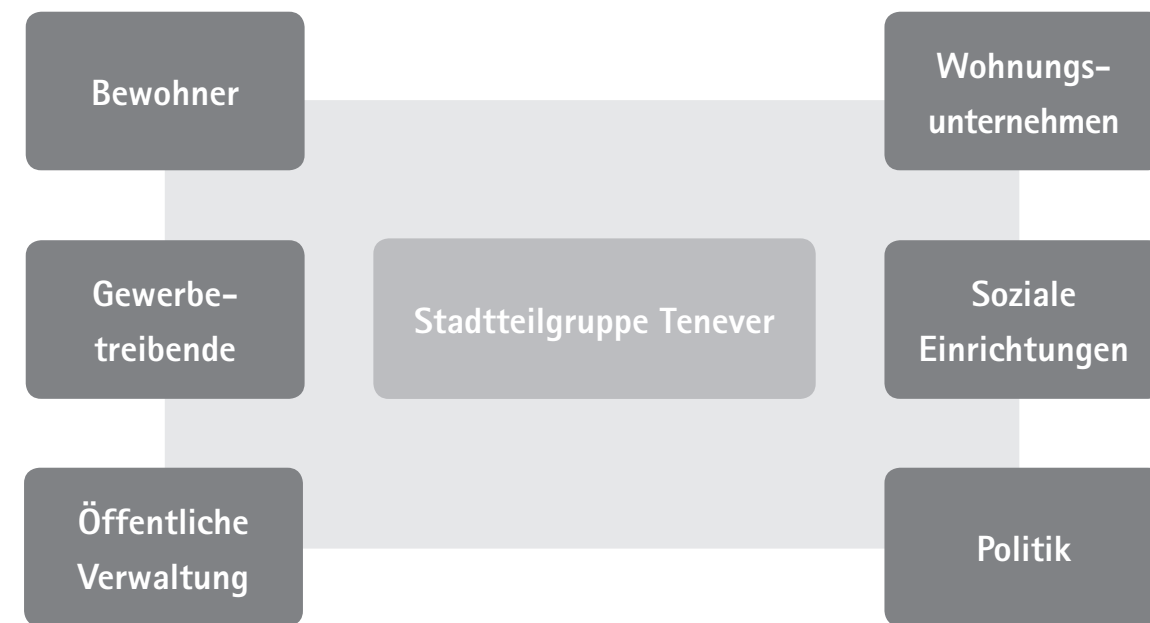 Bewohner
Wohnungs-
unternehmen
Gewerbe-
treibende
Stadtteilgruppe Tenever
Soziale
Einrichtungen
Öffentliche
Verwaltung
Politik